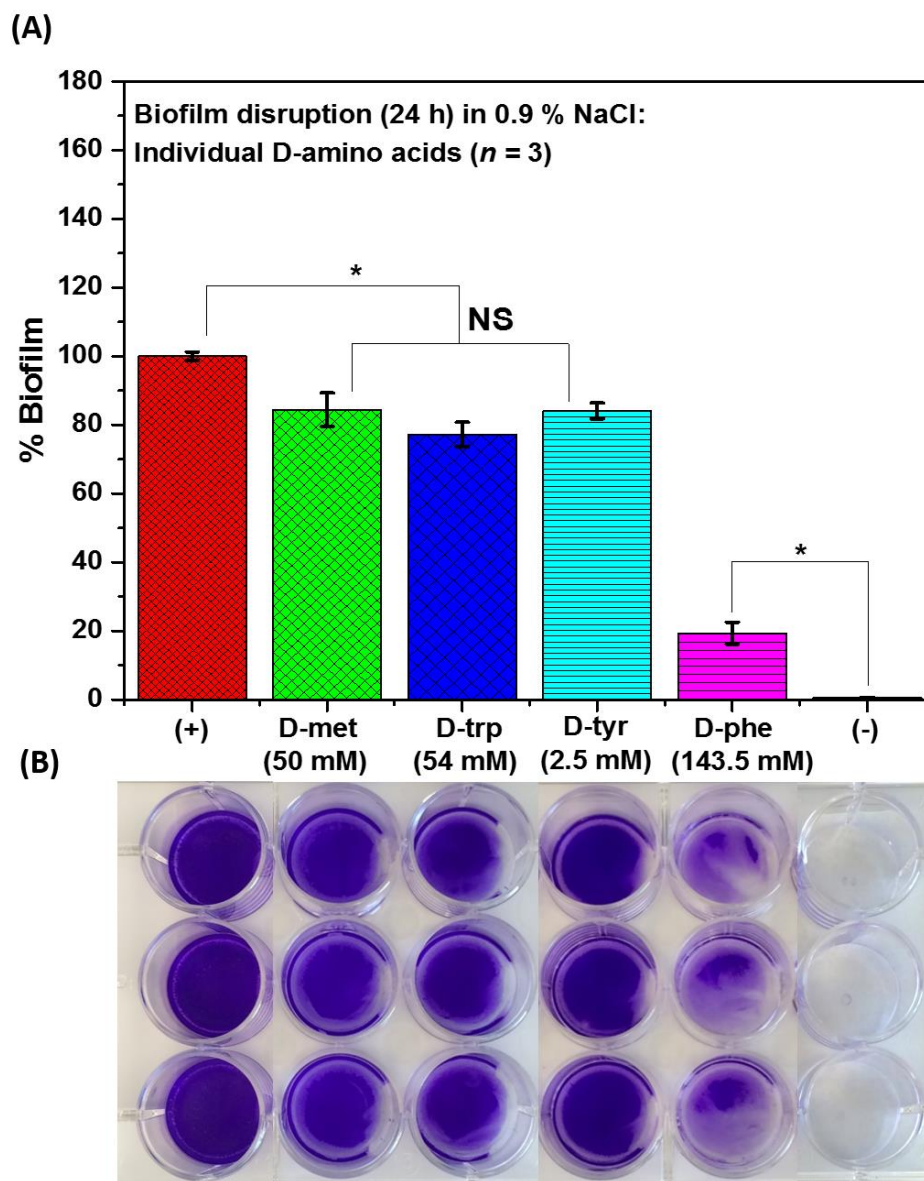 (A)
% Biofilm
180
160
140
120
100
80
60
40
20
0
Biofilm disruption (24 h) in 0.9 % NaCl:
Individual D-amino acids (n = 3)
*
NS
*
(+) D-met D-trp D-tyr D-phe (-)
(50 mM) (54 mM) (2.5 mM) (143.5 mM)
(B)